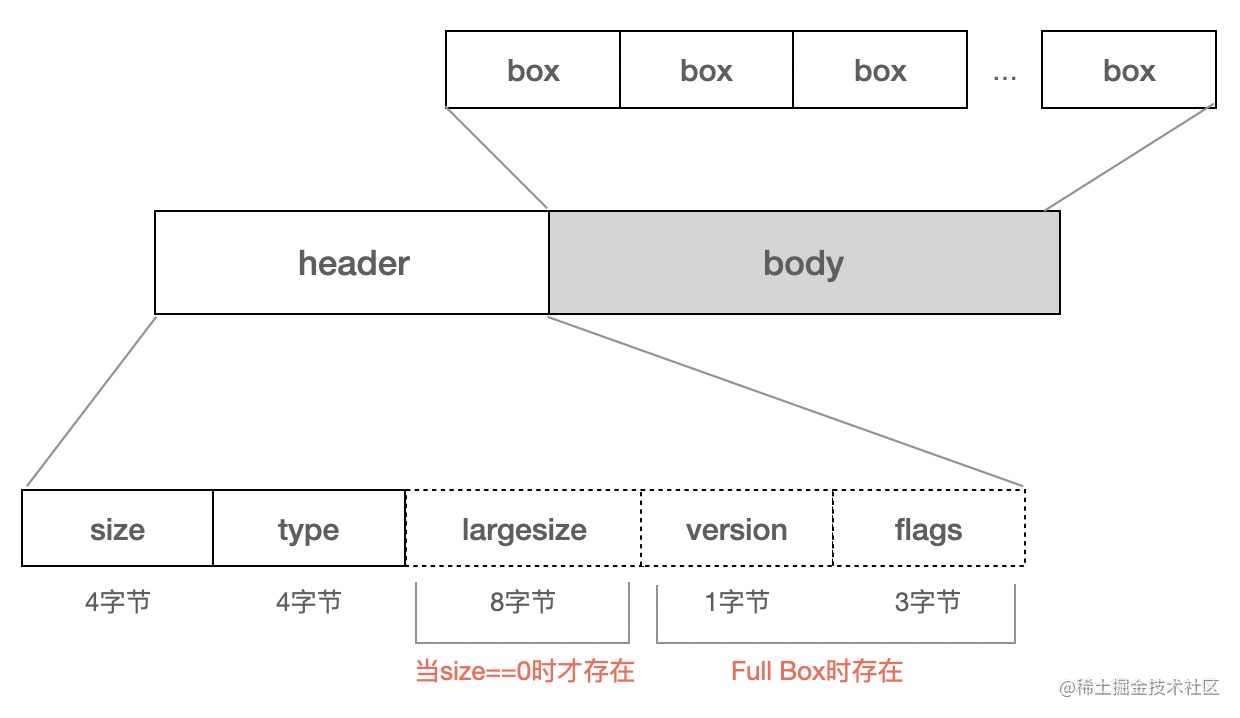 box box box ... box
header body
size type largesize version flags
4字节 4字节 8字节 1字节 3字节
当size==0时才存在 Full Box时存在
@稀土掘金技术社区